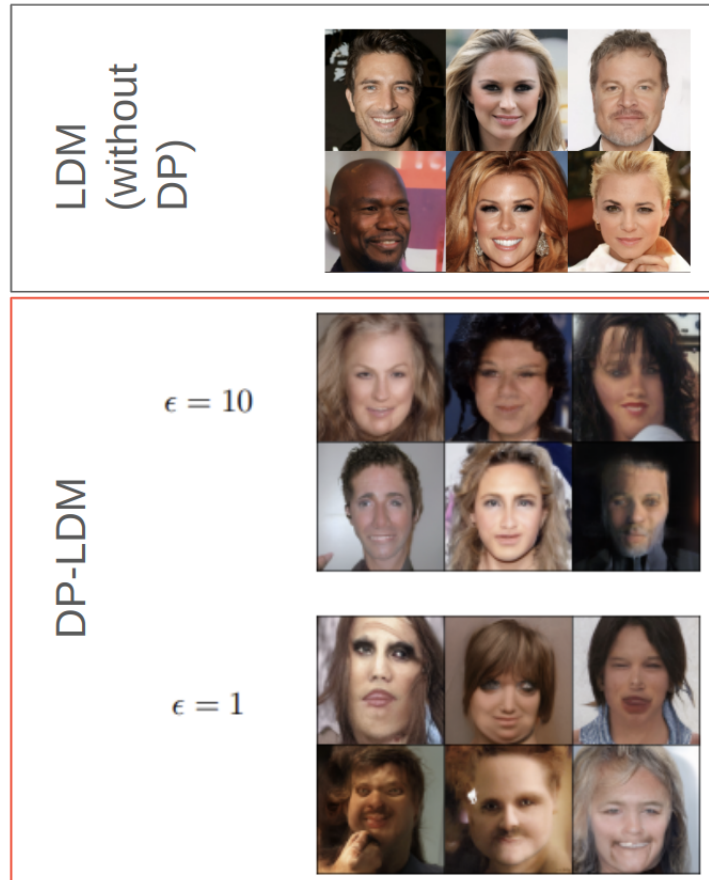 LDM
(without
DP)
DP-LDM
ϵ = 10
ϵ = 1